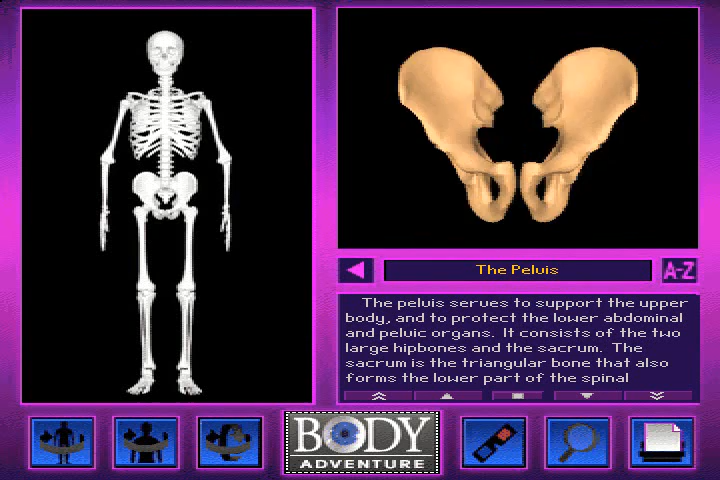 The Pelvis
A-Z
The pelvis serves to support the upper
body, and to protect the lower abdominal
and pelvic organs. It consists of the two
large hipbones and the sacrum. The
sacrum is the triangular bone that also
forms the lower part of the spinal
BODY
ADVENTURE